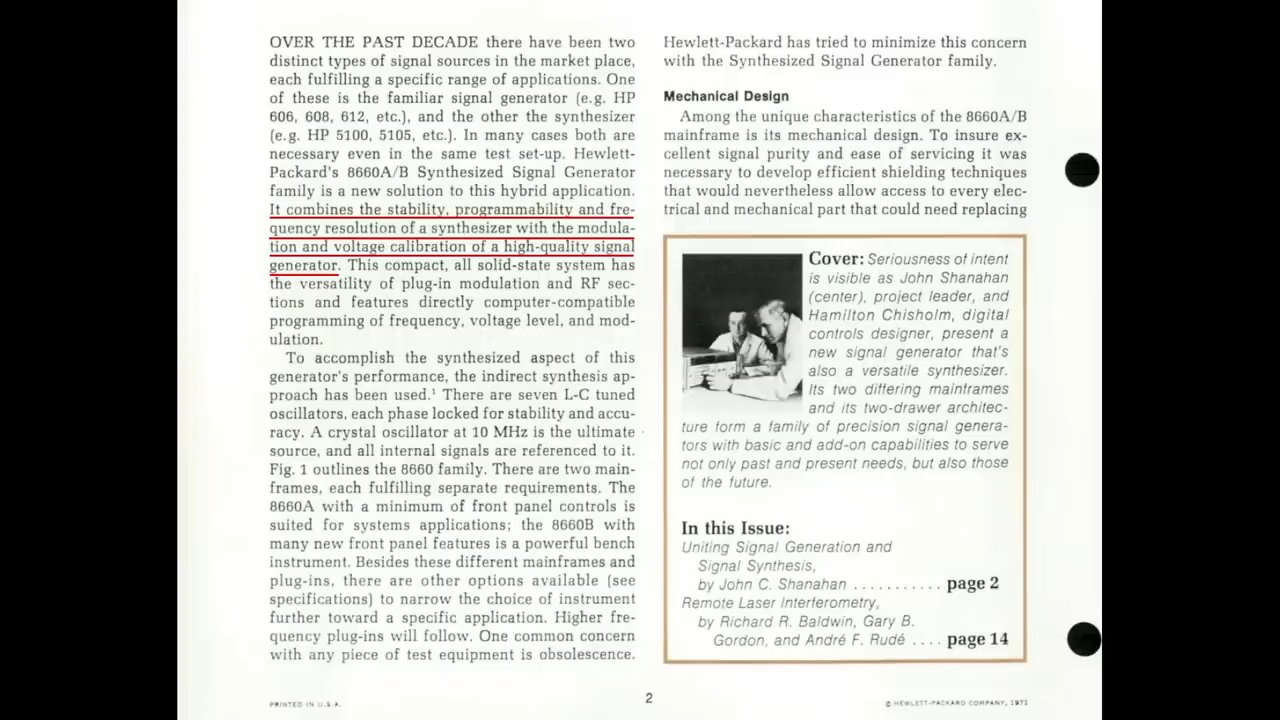 OVER THE PAST DECADE there have been two
distinct types of signal sources in the market place,
each fulfilling a specific range of applications. One
of these is the familiar signal generator (e.g. HP
606, 608, 612, etc.), and the other the synthesizer
(e.g. HP 5100, 5105, etc.). In many cases both are
necessary even in the same test set-up. Hewlett-
Packard's 8660A/B Synthesized Signal Generator
family is a new solution to this hybrid application.
It combines the stability, programmability and fre-
quency resolution of a synthesizer with the modula-
tion and voltage calibration of a high-quality signal
generator. This compact, all solid-state system has
the versatility of plug-in modulation and RF sec-
tions and features directly computer-compatible
programming of frequency, voltage level, and mod-
ulation.
To accomplish the synthesized aspect of this
generator's performance, the indirect synthesis ap-
proach has been used.¹ There are seven L-C tuned
oscillators, each phase locked for stability and accu-
racy. A crystal oscillator at 10 MHz is the ultimate
source, and all internal signals are referenced to it.
Fig. 1 outlines the 8660 family. There are two main-
frames, each fulfilling separate requirements. The
8660A with a minimum of front panel controls is
suited for systems applications; the 8660B with
many new front panel features is a powerful bench
instrument. Besides these different mainframes and
plug-ins, there are other options available (see
specifications) to narrow the choice of instrument
further toward a specific application. Higher fre-
quency plug-ins will follow. One common concern
with any piece of test equipment is obsolescence.
Hewlett-Packard has tried to minimize this concern
with the Synthesized Signal Generator family.
Mechanical Design
Among the unique characteristics of the 8660A/B
mainframe is its mechanical design. To insure ex-
cellent signal purity and ease of servicing it was
necessary to develop efficient shielding techniques
that would nevertheless allow access to every elec-
trical and mechanical part that could need replacing
Cover: Seriousness of intent
is visible as John Shanahan
(center), project leader, and
Hamilton Chisholm, digital
controls designer, present a
new signal generator that's
also a versatile synthesizer.
Its two differing mainframes
and its two-drawer architec-
ture form a family of precision signal genera-
tors with basic and add-on capabilities to serve
not only past and present needs, but also those
of the future.
In this Issue:
Uniting Signal Generation and
Signal Synthesis,
by John C. Shanahan . . . . . . . . . . . page 2
Remote Laser Interferometry,
by Richard R. Baldwin, Gary B.
Gordon, and André F. Rudé . . . . page 14
PRINTED IN U.S.A.
2
© HEWLETT-PACKARD COMPANY, 1971